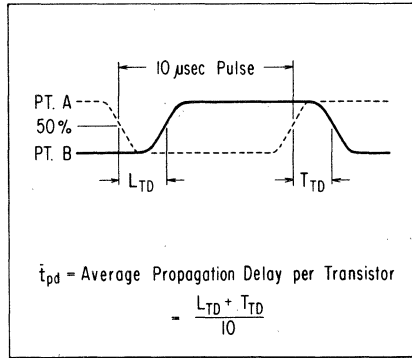 10 μsec Pulse
PT. A
50%
PT. B
L_TD
T_TD
t̄pd = Average Propagation Delay per Transistor
= L_TD + T_TD
10